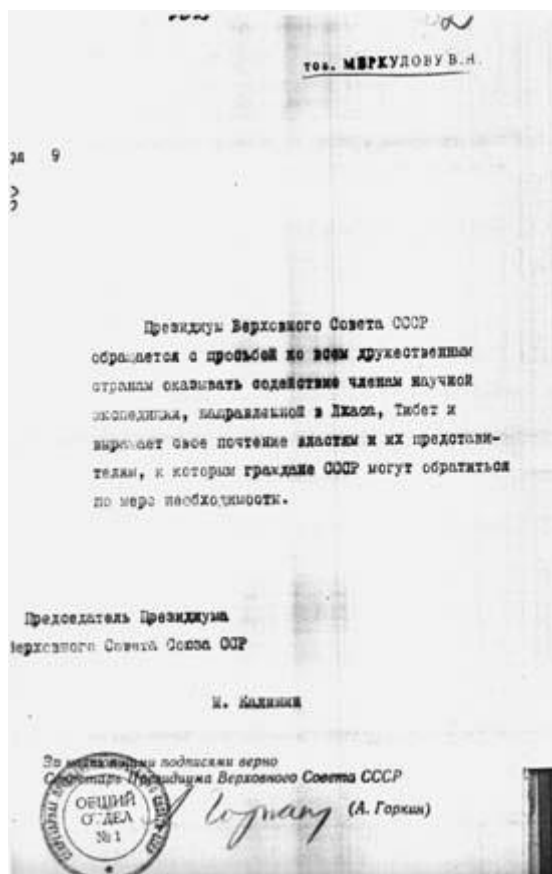 тов. МЕРКУЛОВУ В.Н.
9
Президиум Верховного Совета СССР
обращается с просьбой ко всем дружественным
странам оказывать содействие членам научной
экспедиции, направленной в Лхаса, Тибет и
выражает свое почтение властям и их представи-
телям, к которым граждане СССР могут обратиться
по мере необходимости.
Председатель Президиума
Верховного Совета Союза ССР
М. Калинин
За надлежащими подписями верно
Секретарь Президиума Верховного Совета СССР
(А. Горкин)
ОБЩИЙ
ОТДЕЛ
№ 1